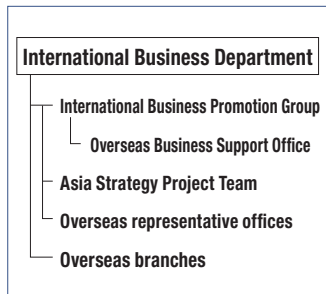 International Business Department
International Business Promotion Group
Overseas Business Support Office
Asia Strategy Project Team
Overseas representative offices
Overseas branches